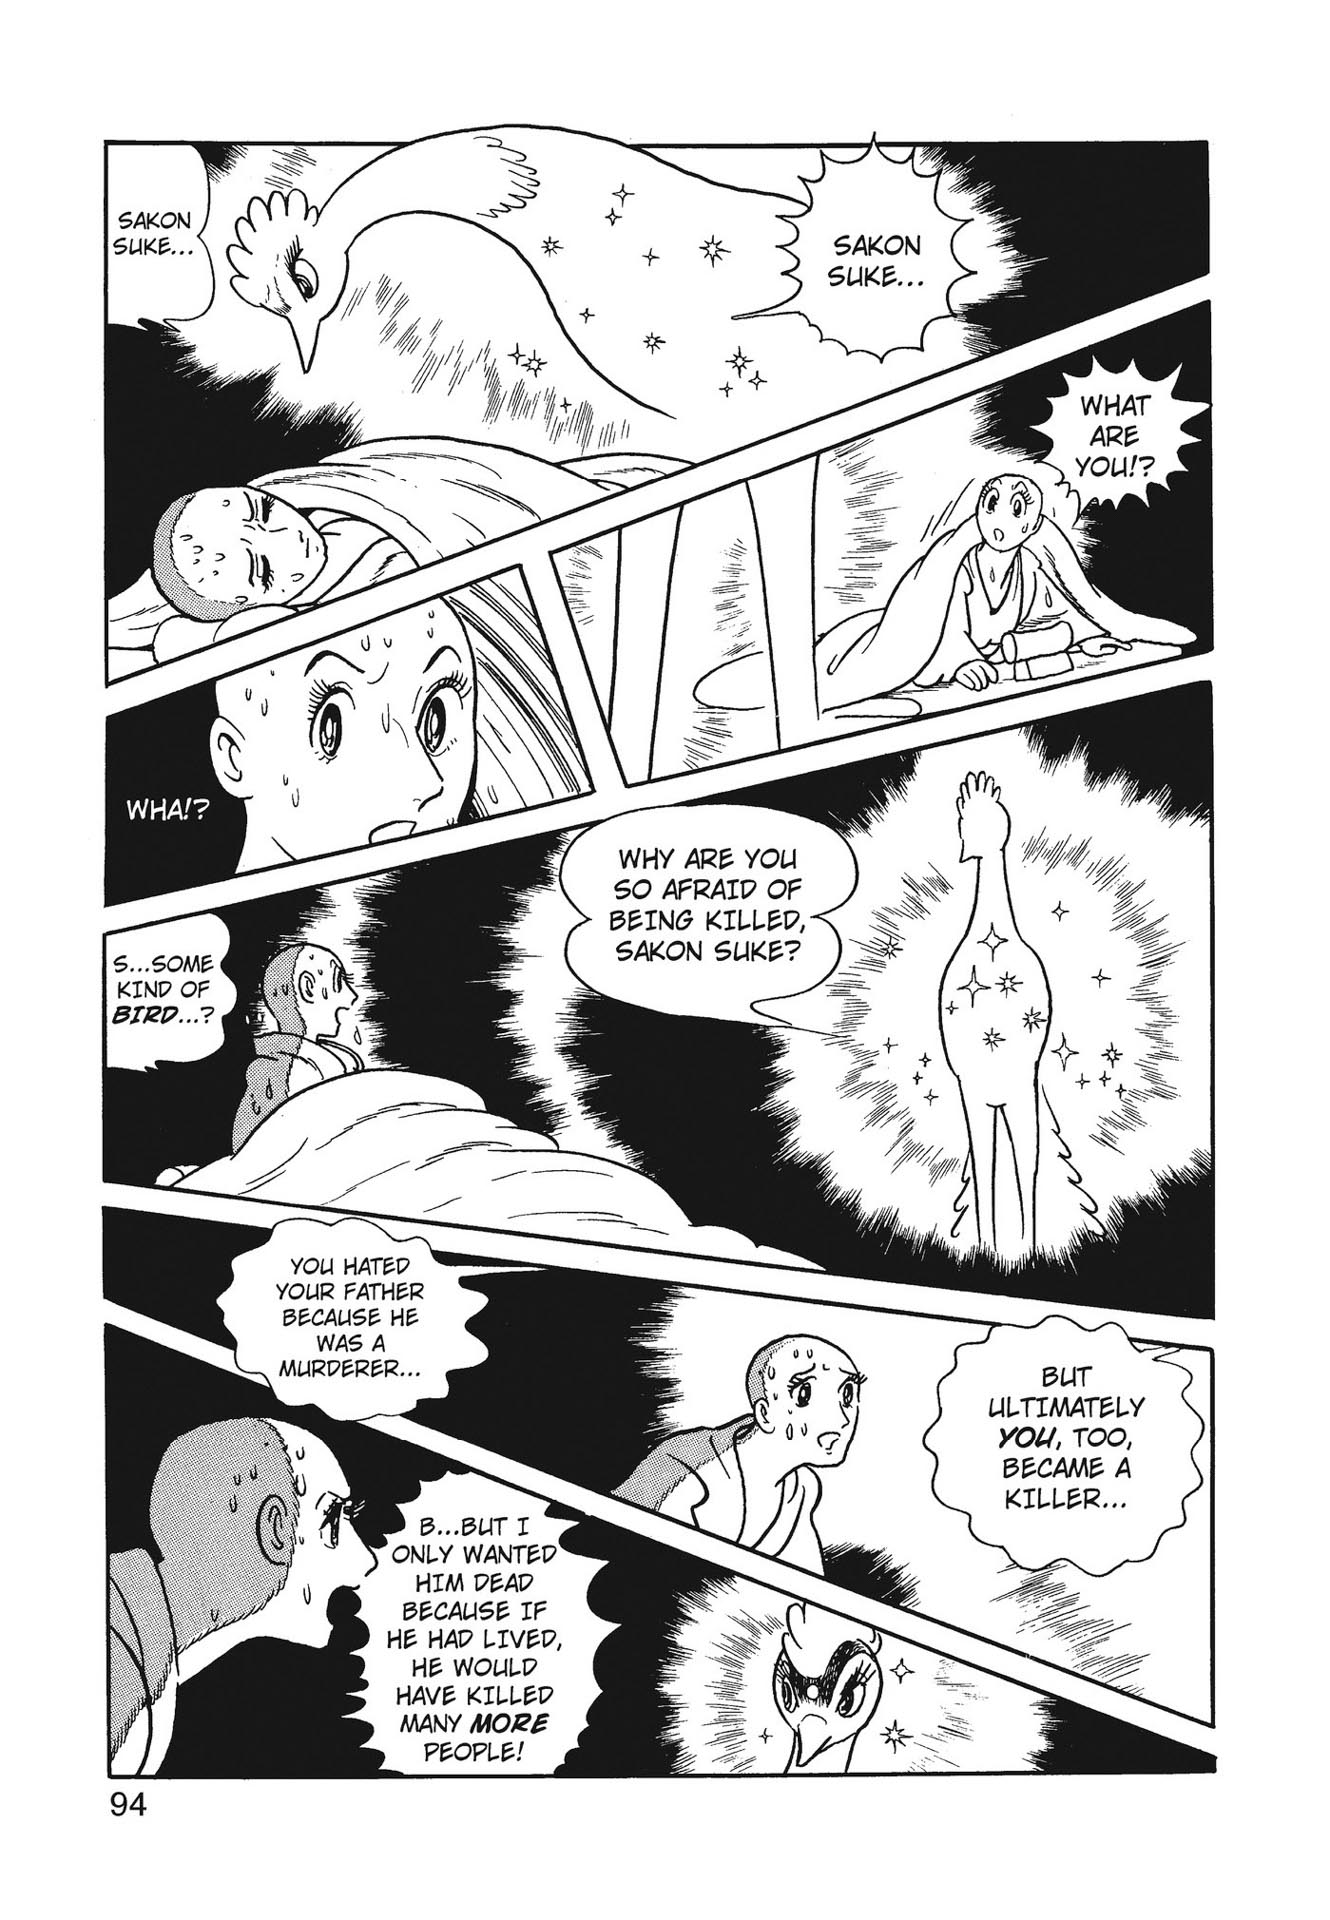 SAKON
SUKE...
SAKON
SUKE...
WHAT
ARE
YOU!?
WHA!?
S...SOME
KIND OF
BIRD...?
WHY ARE YOU
SO AFRAID OF
BEING KILLED,
SAKON SUKE?
YOU HATED
YOUR FATHER
BECAUSE HE
WAS A
MURDERER...
BUT
ULTIMATELY
YOU, TOO,
BECAME A
KILLER...
B...BUT I
ONLY WANTED
HIM DEAD
BECAUSE IF
HE HAD LIVED,
HE WOULD
HAVE KILLED
MANY MORE
PEOPLE!
94